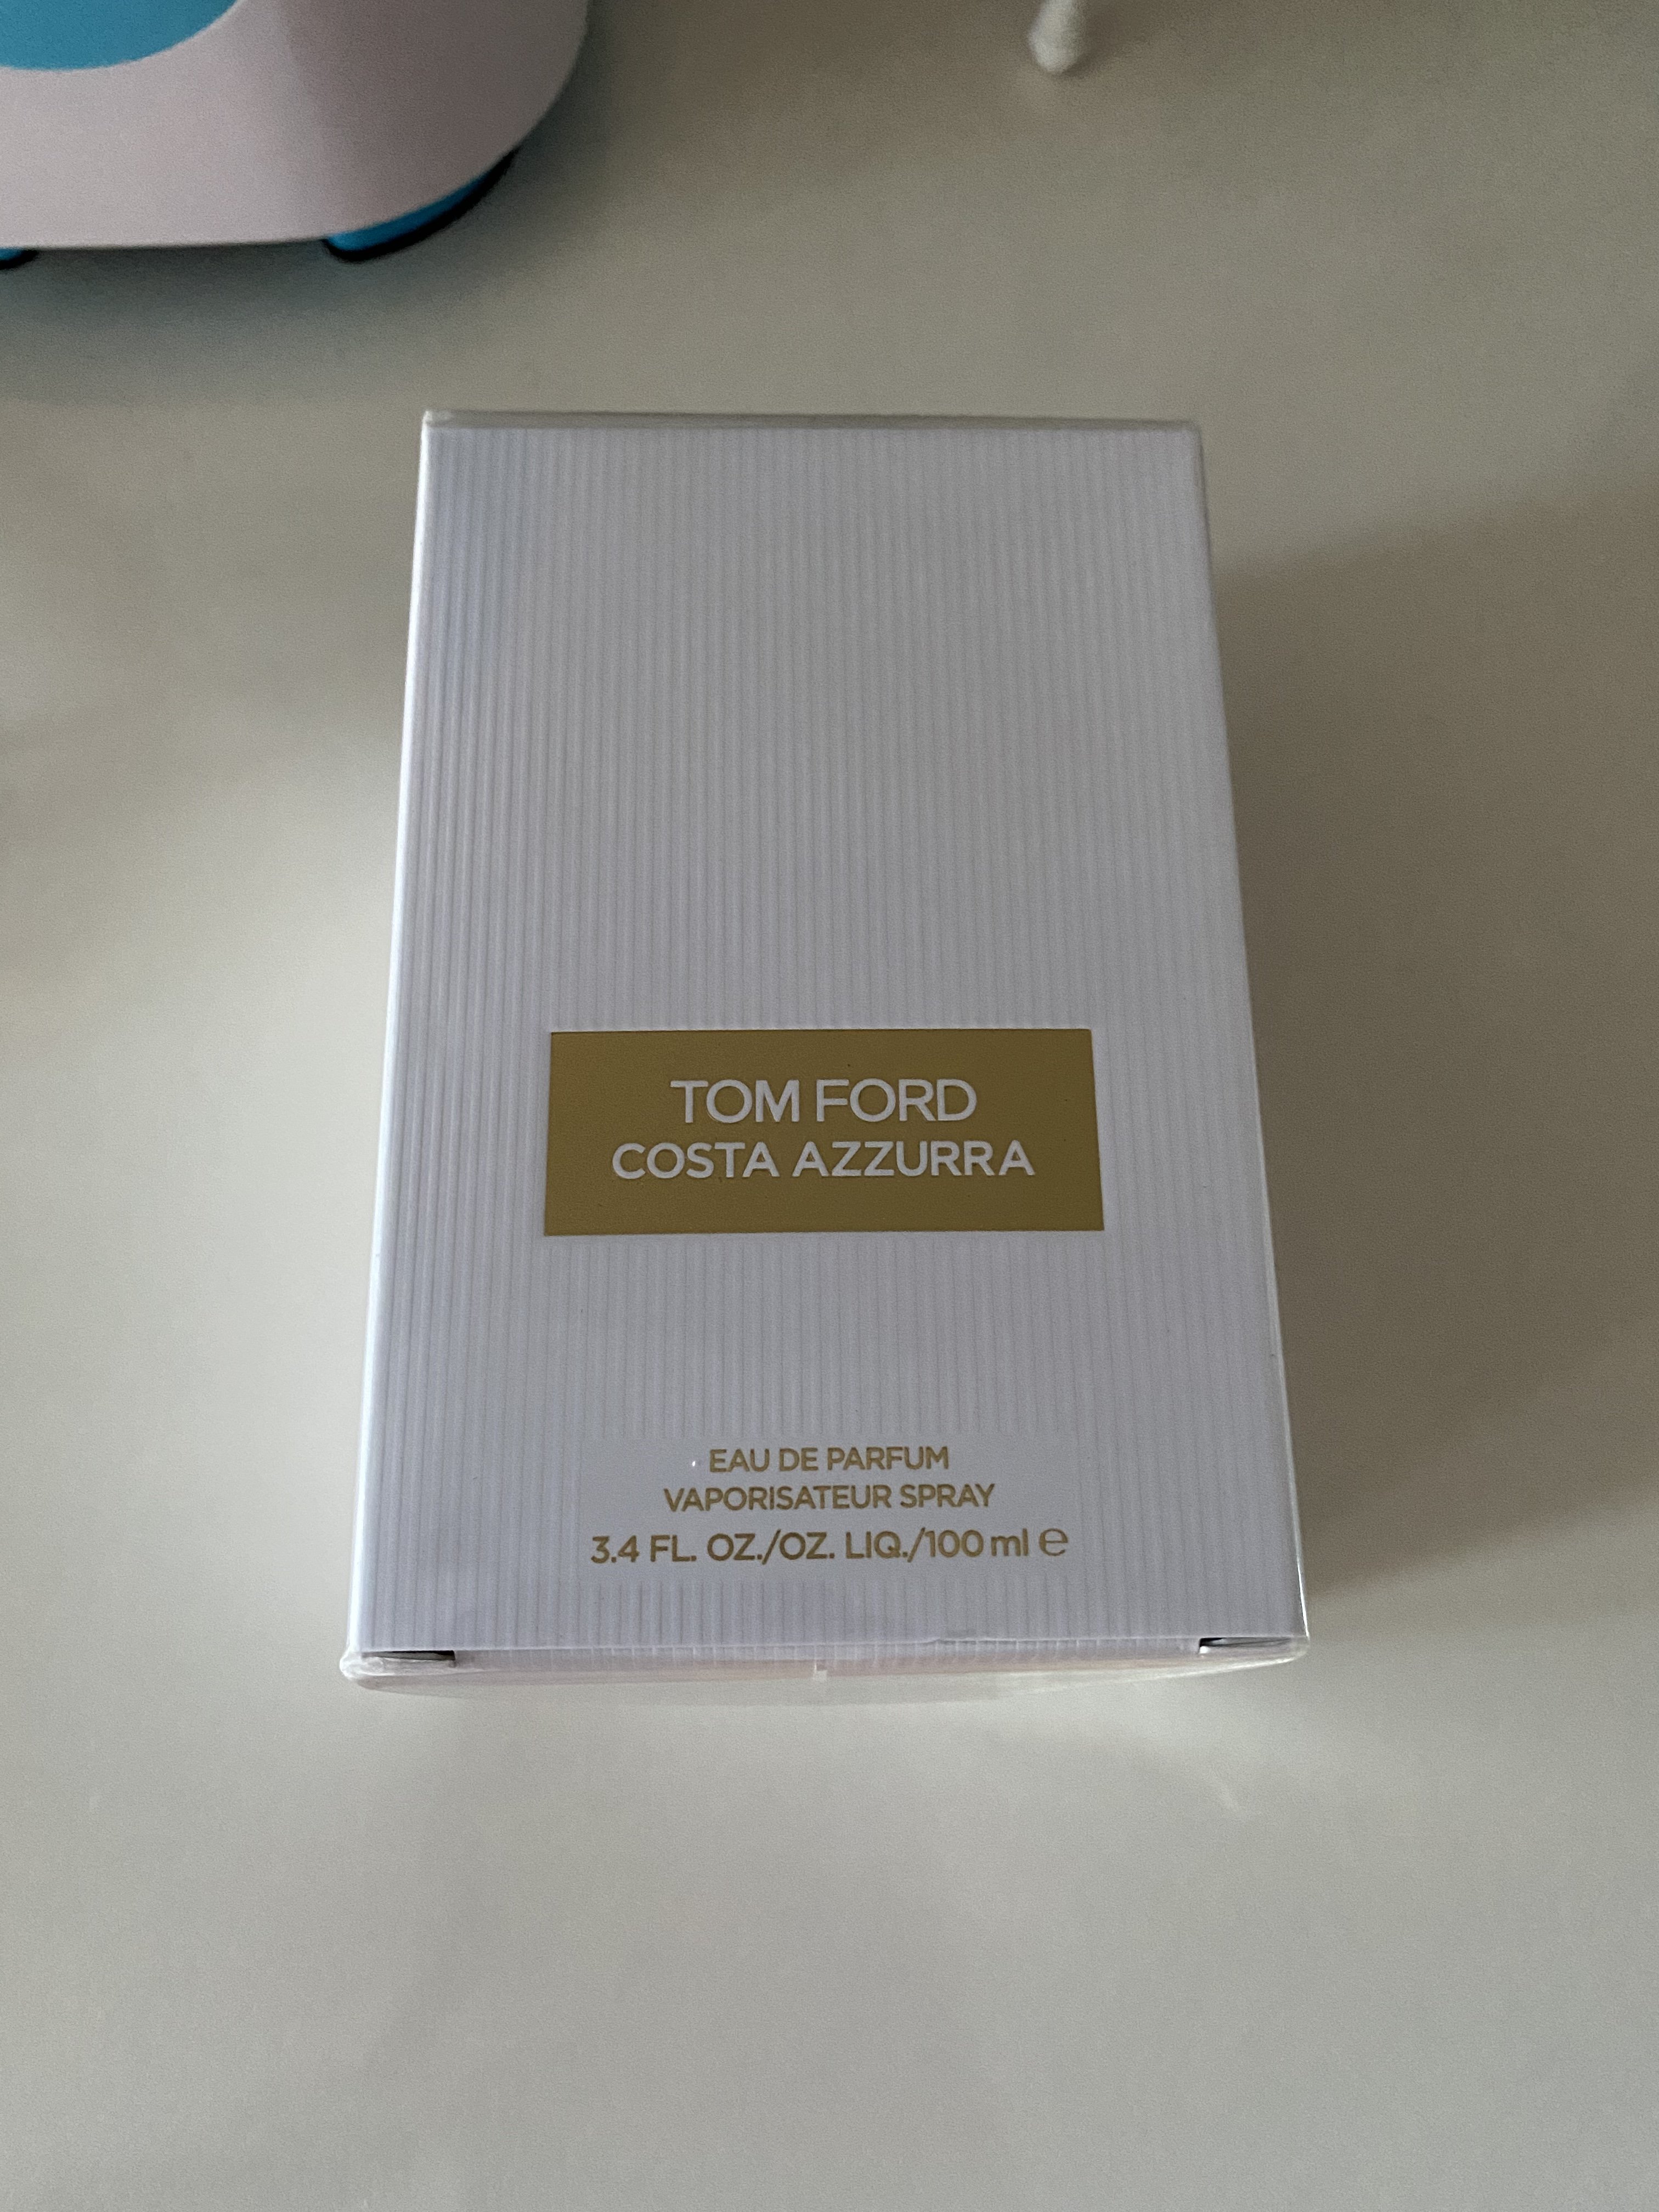 TOM FORD
COSTA AZZURRA
EAU DE PARFUM
VAPORISATEUR SPRAY
3.4 FL. OZ./OZ. LIQ./100 ml ℮